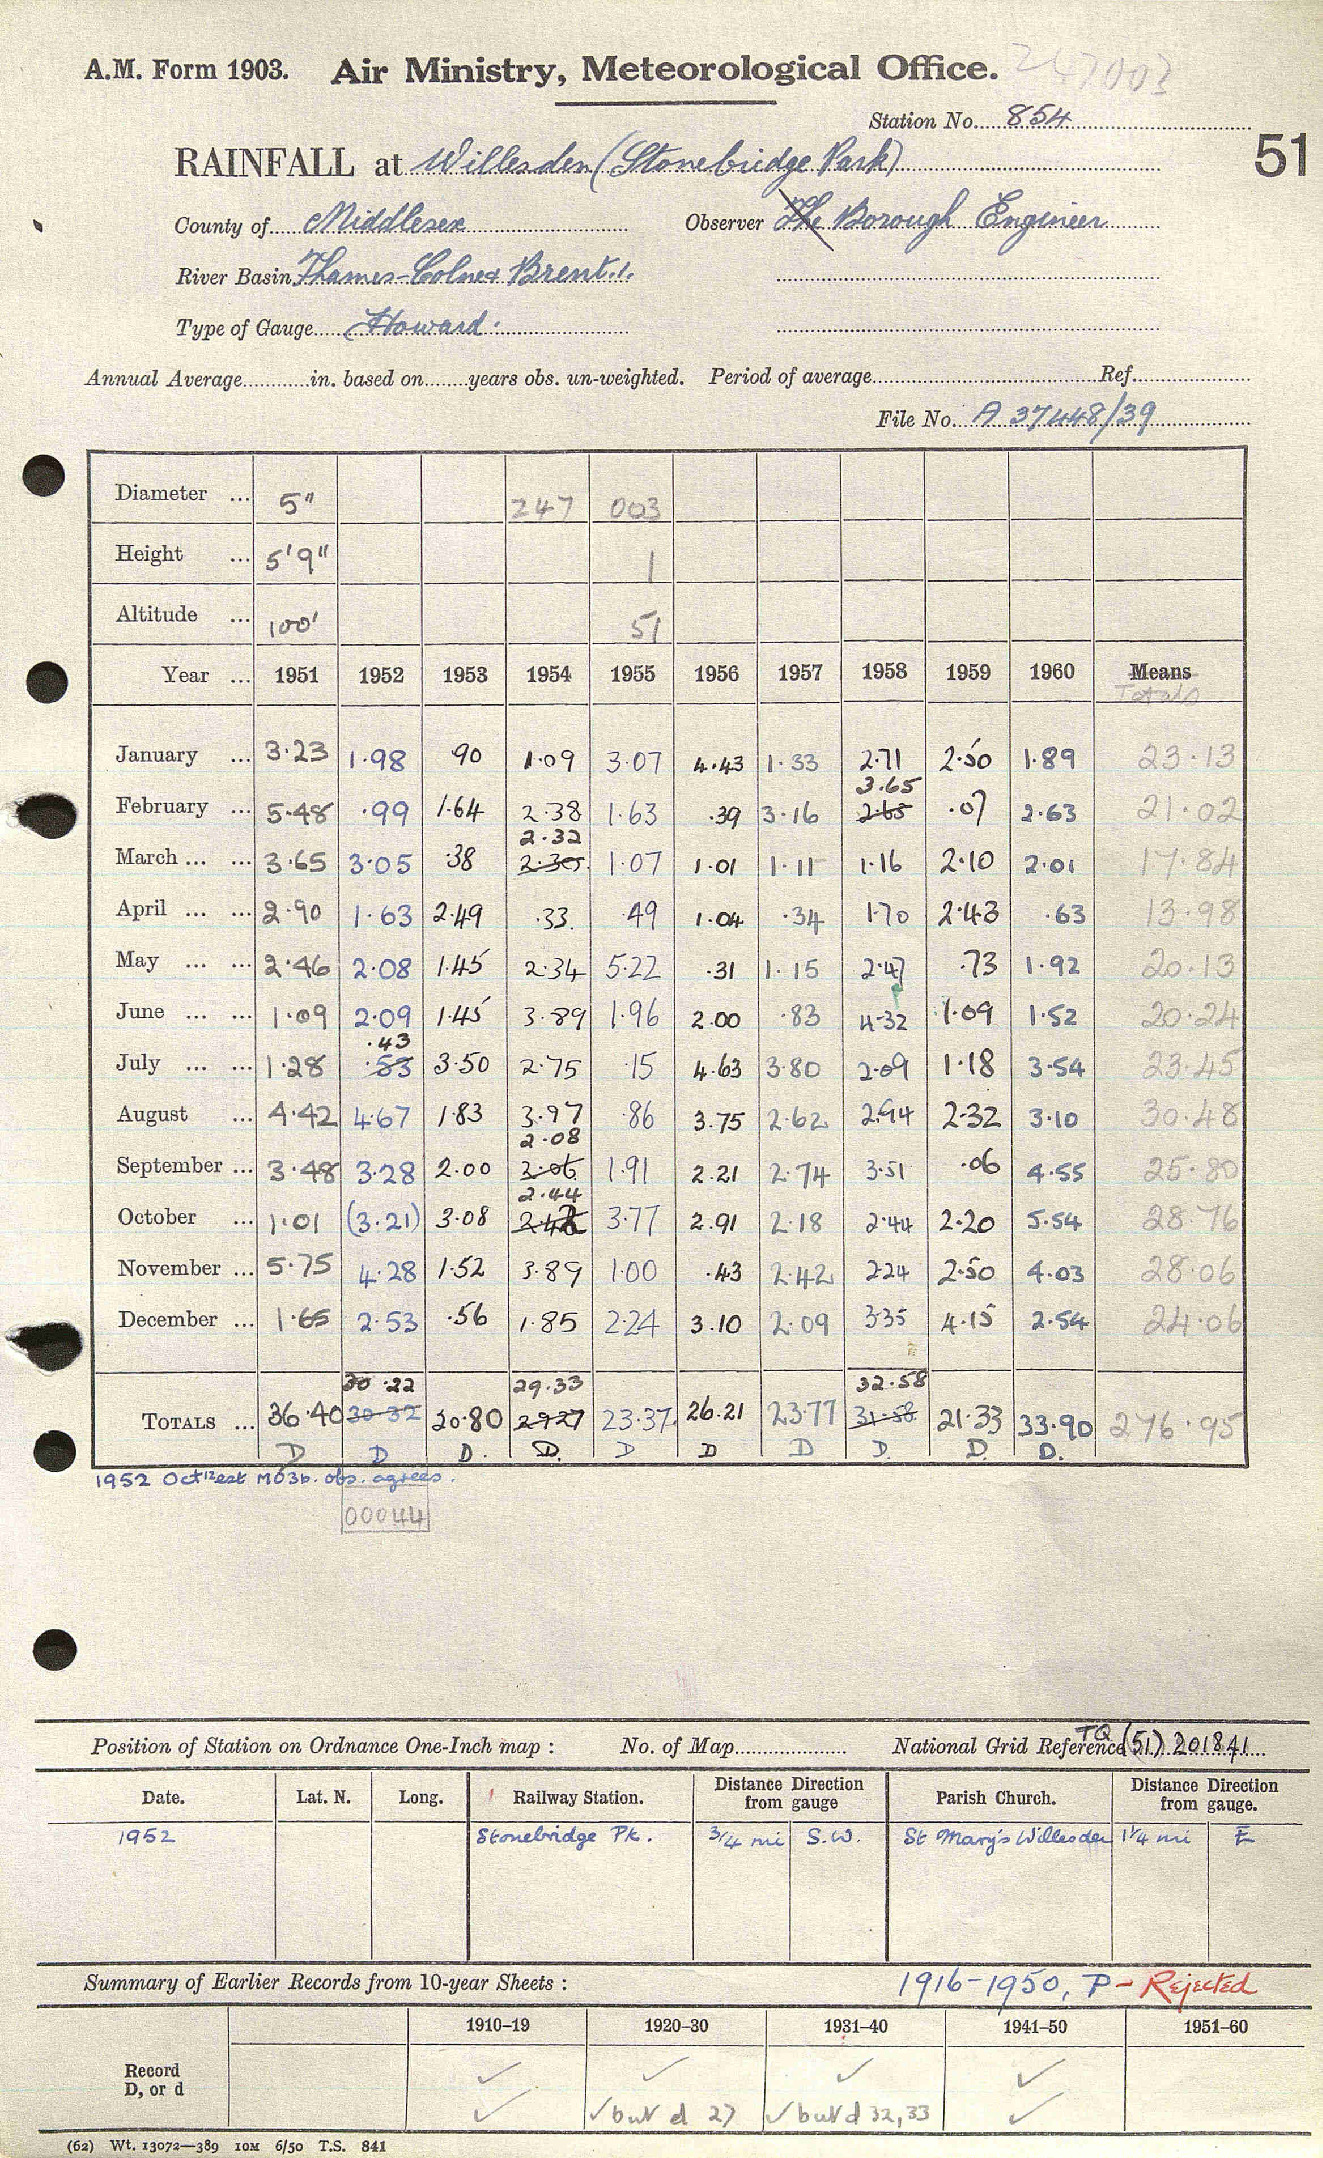 A.M. Form 1903. Air Ministry, Meteorological Office. 247003
Station No. 854
51
RAINFALL at Willesden (Stonebridge Park)
County of Middlesex Observer The Borough Engineer
River Basin Thames-Colne & Brent.
Type of Gauge Howard.
Annual Average in. based on years obs. un-weighted. Period of average Ref.
File No. A 37448/39
Diameter ... 5" 247 003
Height ... 5'9" 1
Altitude ... 100' 51
Year ... 1951 1952 1953 1954 1955 1956 1957 1958 1959 1960 Means
Totals
January ... 3.23 1.98 .90 1.09 3.07 4.43 1.33 2.71 2.50 1.89 23.13
3.65
February ... 5.48 .99 1.64 2.38 1.63 .39 3.16 2.65 .07 2.63 21.02
2.32
March ... ... 3.65 3.05 .38 2.30 1.07 1.01 1.11 1.16 2.10 2.01 17.84
April ... ... 2.90 1.63 2.49 .33 .49 1.04 .34 1.70 2.43 .63 13.98
May ... ... 2.46 2.08 1.45 2.34 5.22 .31 1.15 2.47 .73 1.92 20.13
June ... ... 1.09 2.09 1.45 3.89 1.96 2.00 .83 4.32 1.09 1.52 20.24
.43
July ... ... 1.28 .53 3.50 2.75 .15 4.63 3.80 2.09 1.18 3.54 23.45
August ... 4.42 4.67 1.83 3.97 .86 3.75 2.62 2.94 2.32 3.10 30.48
2.08
September ... 3.48 3.28 2.00 3.06 1.91 2.21 2.74 3.51 .06 4.55 25.80
2.44
October ... 1.01 (3.21) 3.08 3.77 2.91 2.18 2.44 2.20 5.54 28.76
November ... 5.75 4.28 1.52 3.89 1.00 .43 2.42 2.24 2.50 4.03 28.06
December ... 1.65 2.53 .56 1.85 2.24 3.10 2.09 3.35 4.15 2.54 24.06
30.22 29.33 32.58
TOTALS ... 36.40 30.32 20.80 29.27 23.37 26.21 23.77 31.58 21.33 33.90 276.95
D D D. D. D D D D. D. D.
1952 Oct 12 est MO3b. obs. agrees.
00044
Position of Station on Ordnance One-Inch map : No. of Map National Grid Reference TQ (51) 201841
Date. Lat. N. Long. Railway Station. Distance from gauge Direction Parish Church. Distance from gauge. Direction
1952 Stonebridge Pk. 3/4 mi S.W. St Mary's Willesden 1 1/4 mi E
Summary of Earlier Records from 10-year Sheets : 1916-1950, P - Rejected
1910-19 1920-30 1931-40 1941-50 1951-60
Record ✓ ✓ ✓ ✓
D, or d ✓ ✓ but d 27 ✓ but d 32, 33 ✓
(62) Wt. 13072—389 10M 6/50 T.S. 841